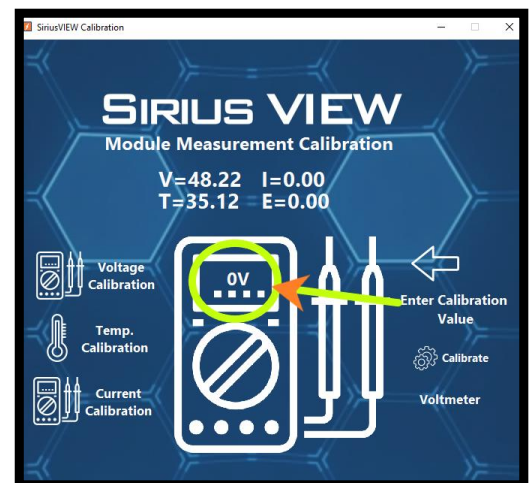 SiriusVIEW Calibration
SIRIUS VIEW
Module Measurement Calibration
V=48.22 I=0.00
T=35.12 E=0.00
Voltage
Calibration
Temp.
Calibration
Current
Calibration
0V
Enter Calibration
Value
Calibrate
Voltmeter